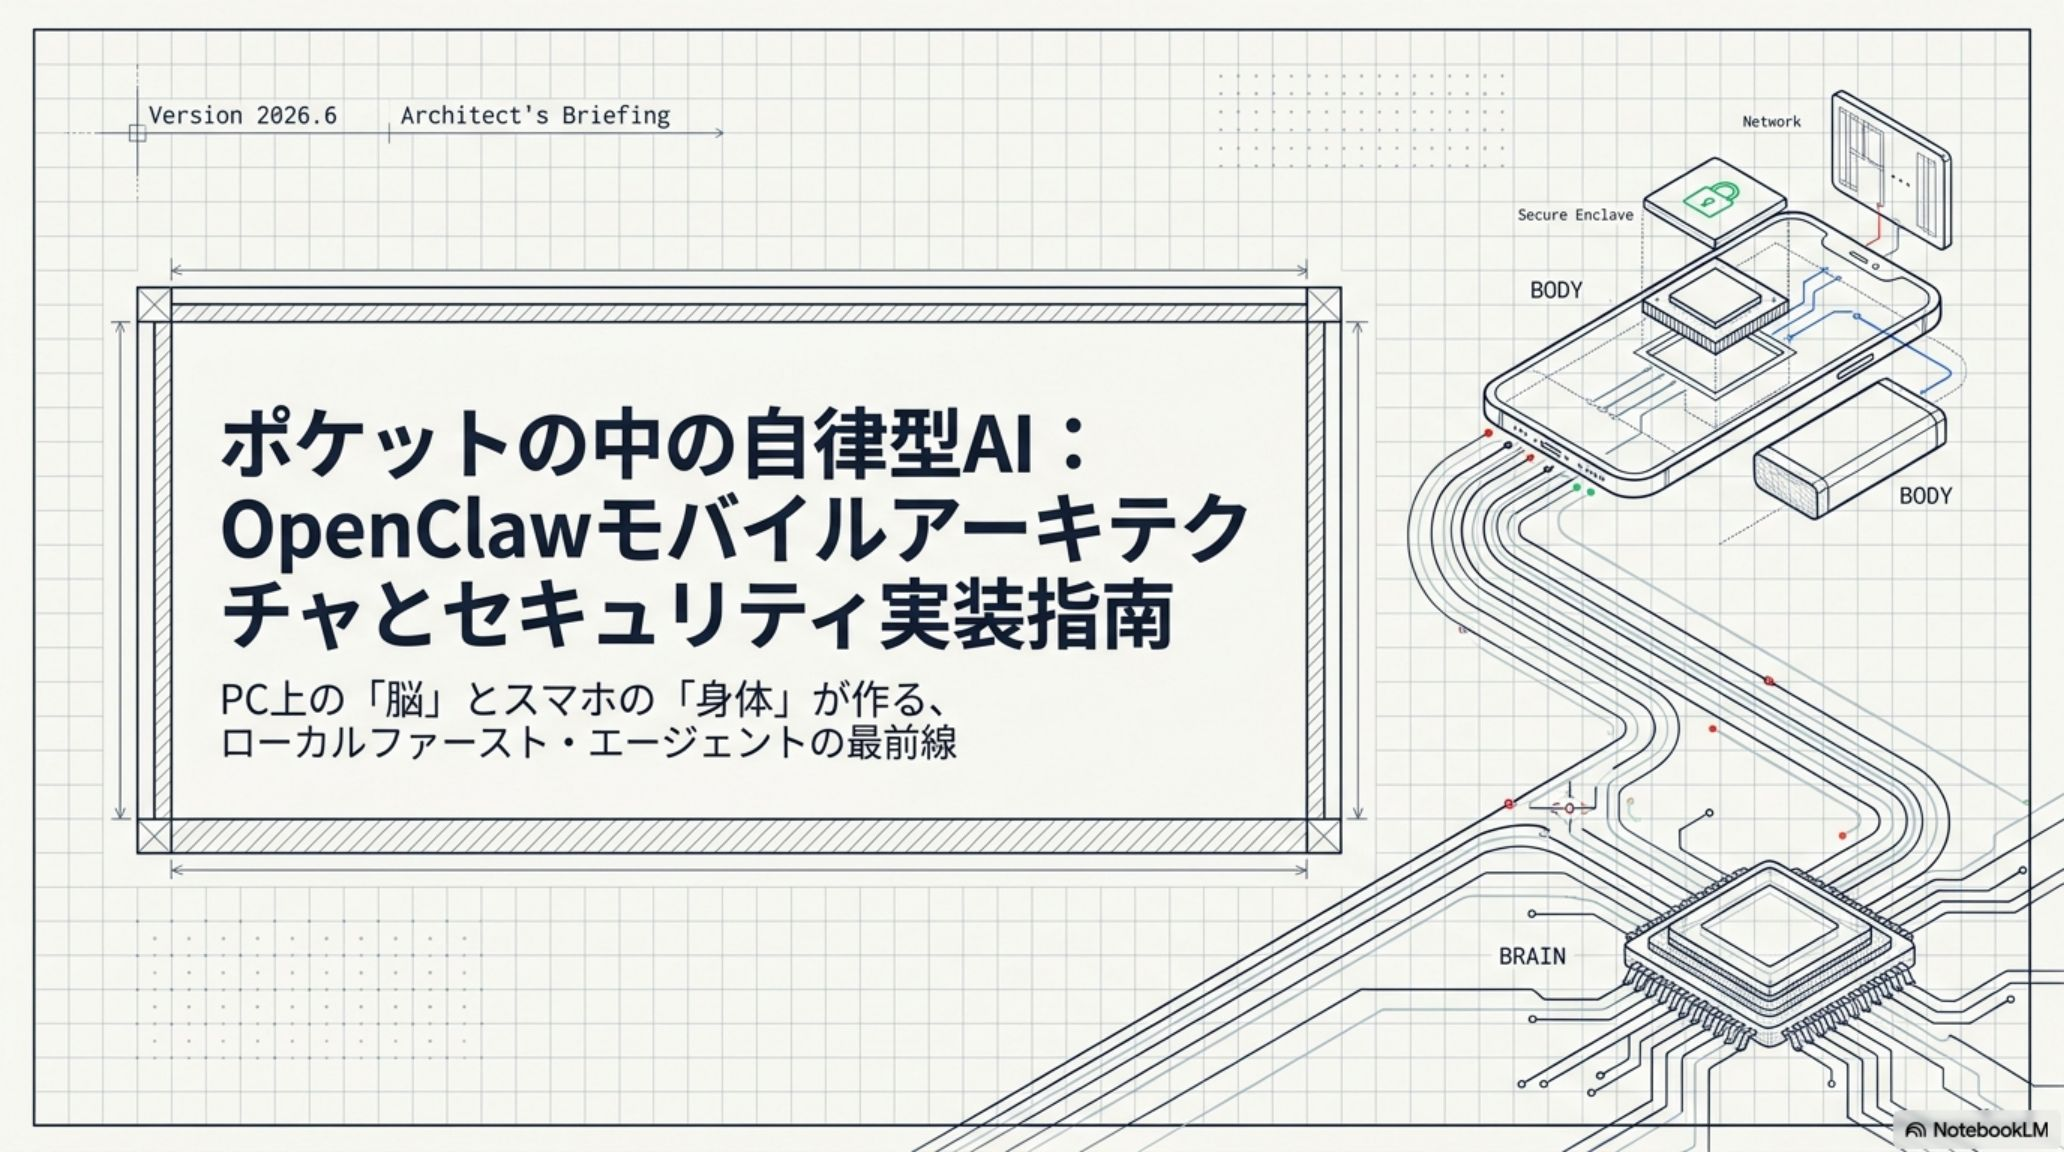 Version 2026.6
Architect's Briefing
Network
Secure Enclave
BODY
ポケットの中の自律型AI：
OpenClawモバイルアーキテク
チャとセキュリティ実装指南
PC上の「脳」とスマホの「身体」が作る、
ローカルファースト・エージェントの最前線
BODY
BRAIN
NotebookLM